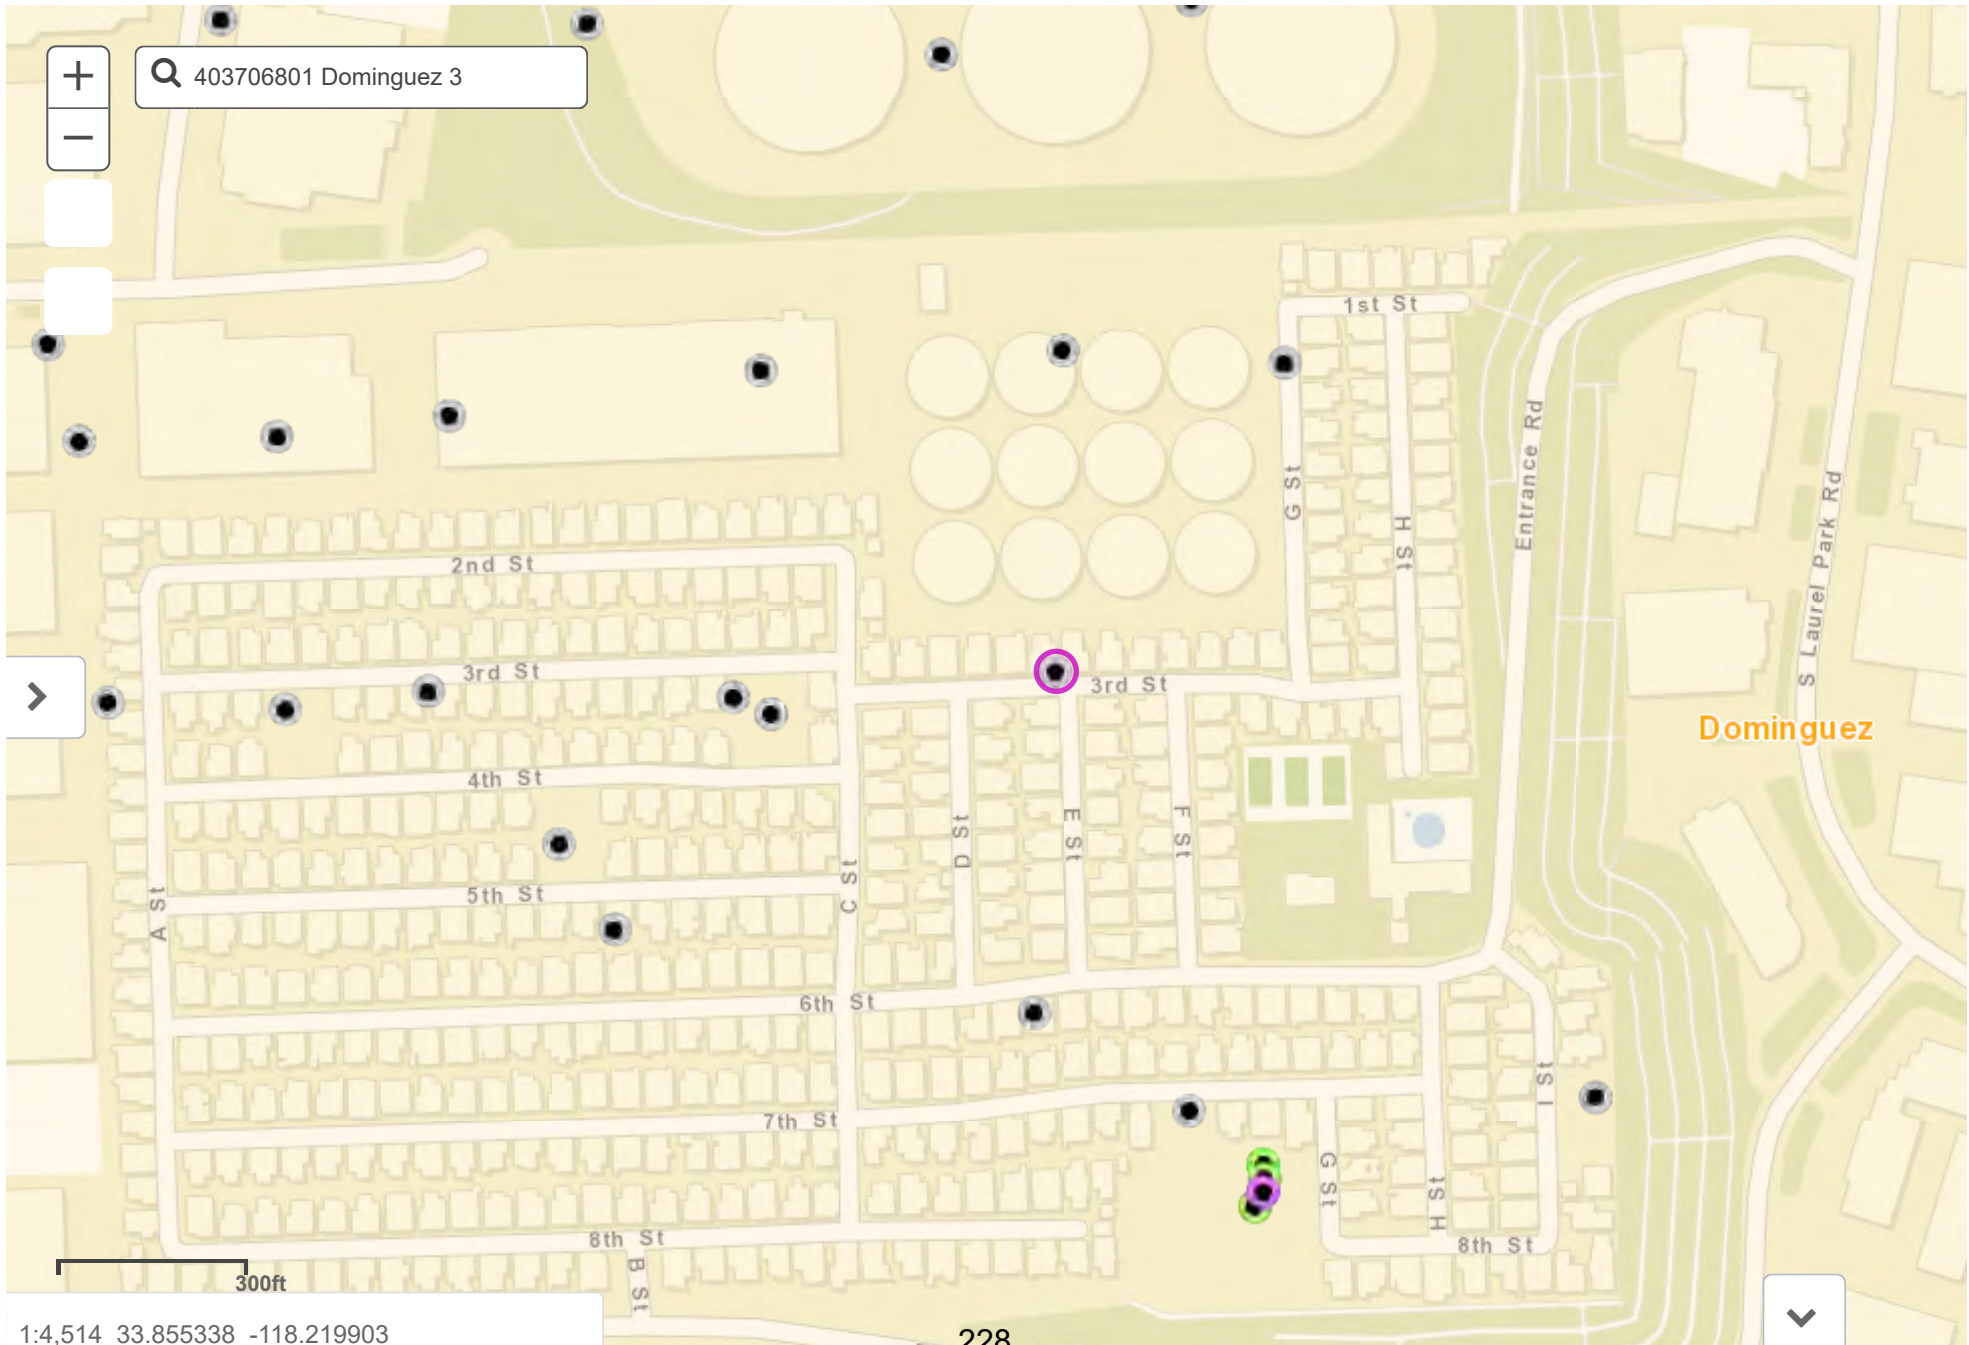 +
403706801 Dominguez 3
−
1st St
G St
H St
Entrance Rd
S Laurel Park Rd
2nd St
3rd St
3rd St
Dominguez
4th St
D St
E St
F St
C St
A St
5th St
6th St
I St
7th St
G St
H St
8th St
8th St
B St
300ft
1:4,514 33.855338 -118.219903
228